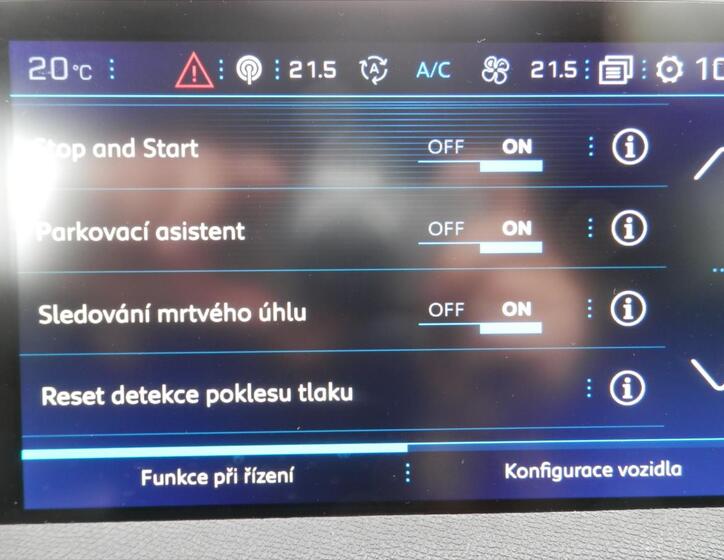 20 °C 21.5 A A/C 21.5
Stop and Start OFF ON i
Parkovací asistent OFF ON i
Sledování mrtvého úhlu OFF ON i
Reset detekce poklesu tlaku i
Funkce při řízení Konfigurace vozidla